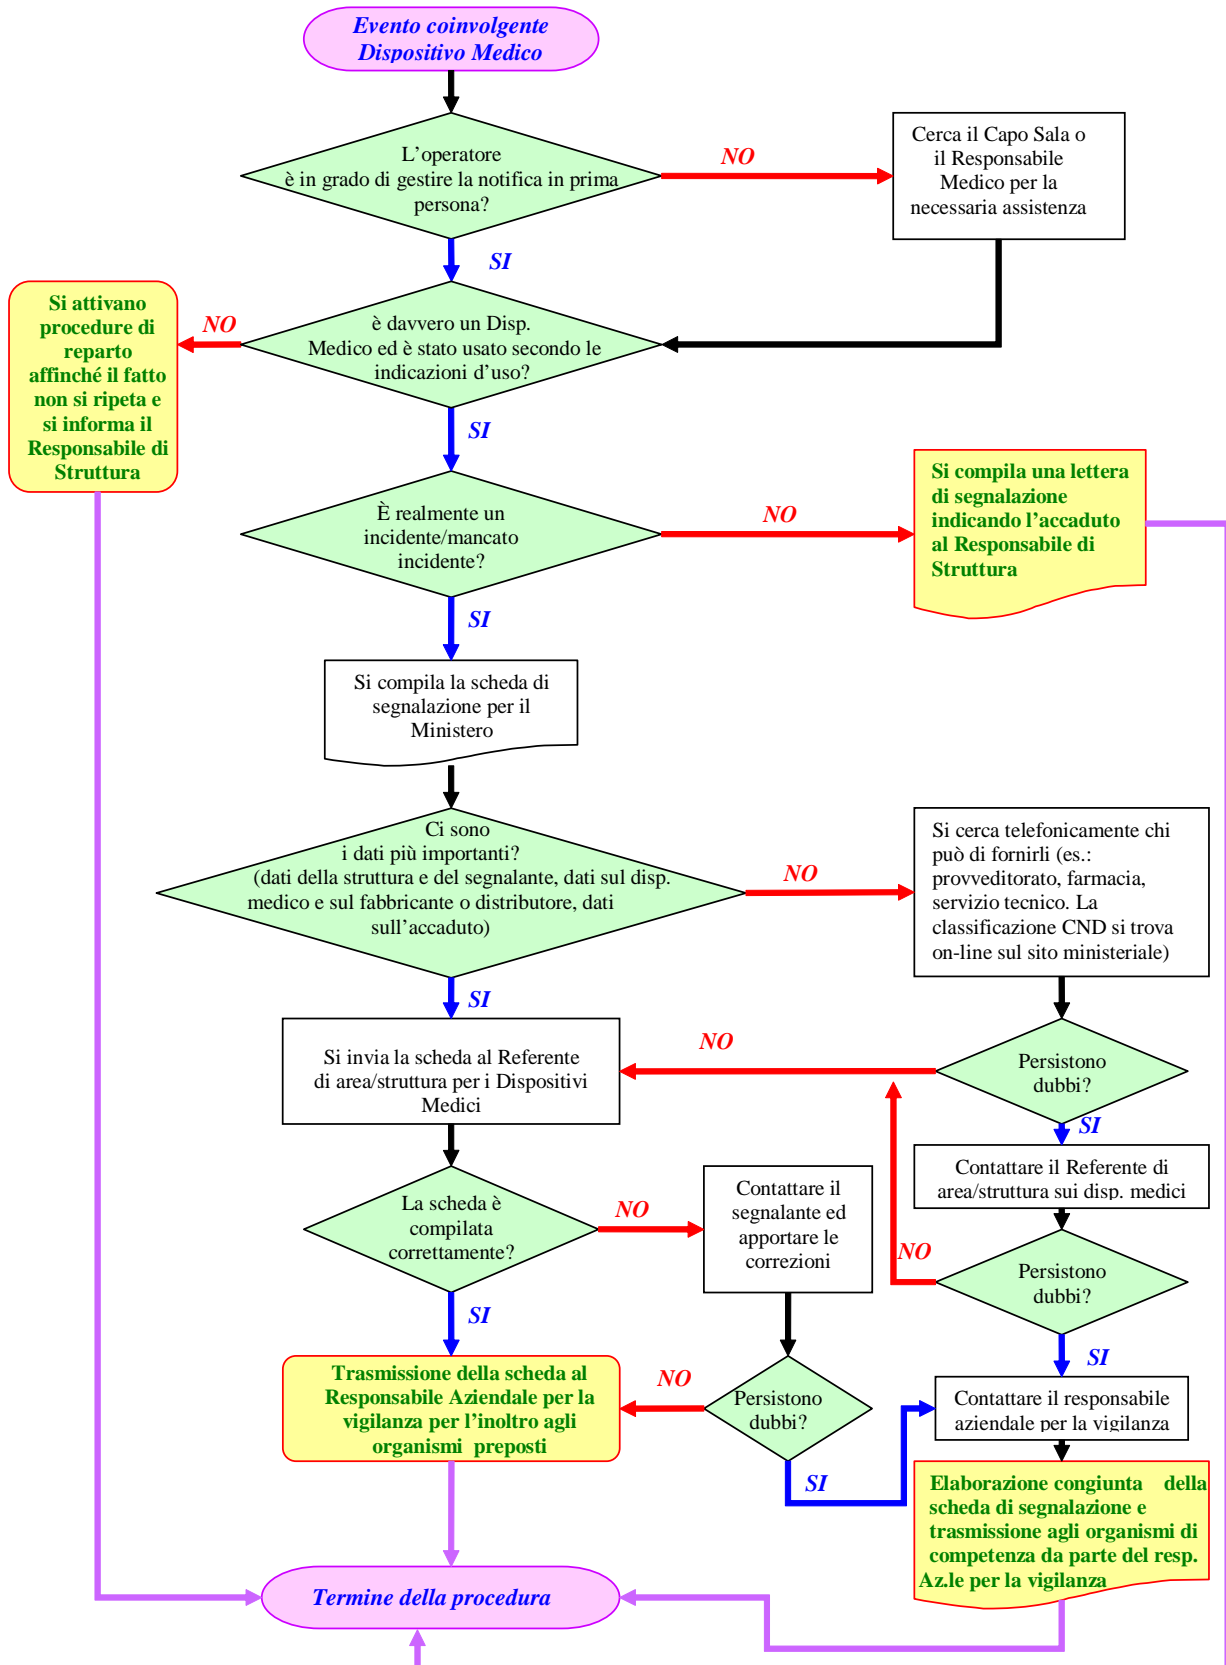 Evento coinvolgente
Dispositivo Medico
L'operatore
è in grado di gestire la notifica in prima
persona?
NO
Cerca il Capo Sala o
il Responsabile
Medico per la
necessaria assistenza
SI
è davvero un Disp.
Medico ed è stato usato secondo le
indicazioni d'uso?
NO
Si attivano
procedure di
reparto
affinché il fatto
non si ripeta e
si informa il
Responsabile di
Struttura
SI
È realmente un
incidente/mancato
incidente?
NO
Si compila una lettera
di segnalazione
indicando l'accaduto
al Responsabile di
Struttura
SI
Si compila la scheda di
segnalazione per il
Ministero
Ci sono
i dati più importanti?
(dati della struttura e del segnalante, dati sul disp.
medico e sul fabbricante o distributore, dati
sull'accaduto)
NO
Si cerca telefonicamente chi
può di fornirli (es.:
provveditorato, farmacia,
servizio tecnico. La
classificazione CND si trova
on-line sul sito ministeriale)
SI
Si invia la scheda al Referente
di area/struttura per i Dispositivi
Medici
NO
Persistono
dubbi?
SI
Contattare il Referente di
area/struttura sui disp. medici
La scheda è
compilata
correttamente?
NO
Contattare il
segnalante ed
apportare le
correzioni
NO
Persistono
dubbi?
SI
SI
Trasmissione della scheda al
Responsabile Aziendale per la
vigilanza per l'inoltro agli
organismi preposti
NO
Persistono
dubbi?
SI
Contattare il responsabile
aziendale per la vigilanza
Elaborazione congiunta della
scheda di segnalazione e
trasmissione agli organismi di
competenza da parte del resp.
Az.le per la vigilanza
Termine della procedura